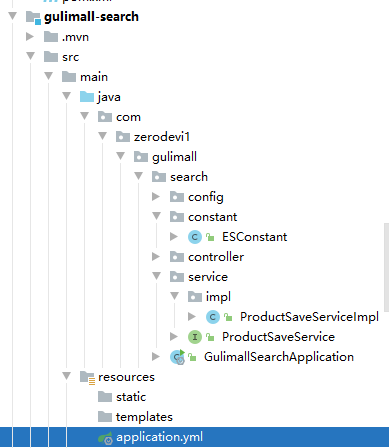 gulimall-search
.mvn
src
main
java
com
zerodevi1
gulimall
search
config
constant
ESConstant
controller
service
impl
ProductSaveServiceImpl
ProductSaveService
GulimallSearchApplication
resources
static
templates
application.yml